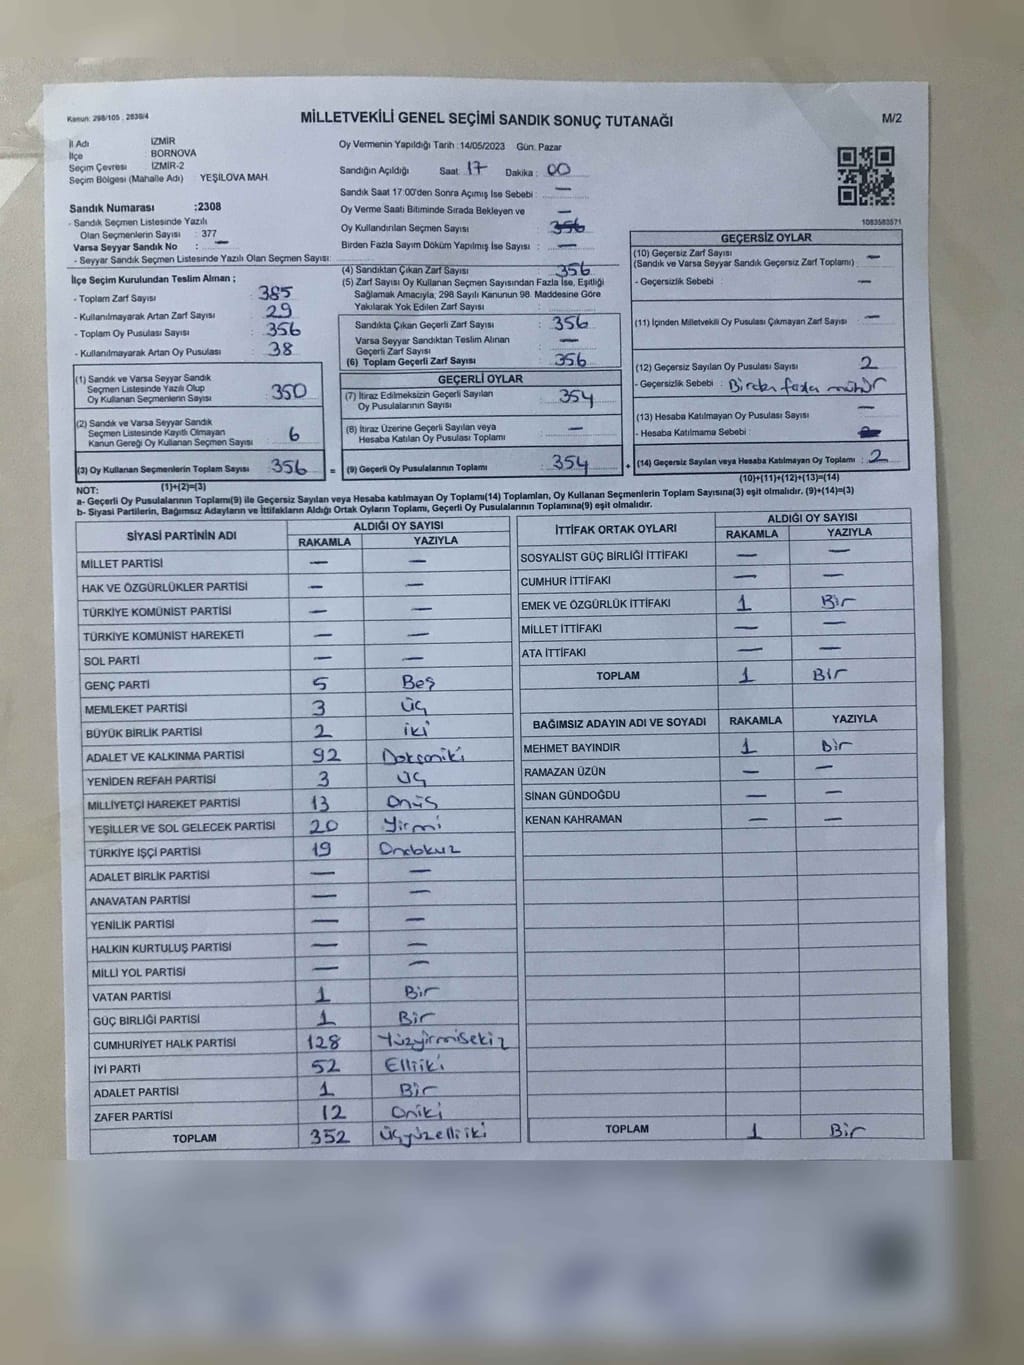 Kanun: 298/105 , 2839/4
MİLLETVEKİLİ GENEL SEÇİMİ SANDIK SONUÇ TUTANAĞI
M/2
İl Adı İZMİR
İlçe BORNOVA
Seçim Çevresi : İZMİR-2
Seçim Bölgesi (Mahalle Adı) YEŞİLOVA MAH.
Oy Vermenin Yapıldığı Tarih :14/05/2023 Gün: Pazar
Sandığın Açıldığı Saat : 17 Dakika : 00
Sandık Saat 17:00'den Sonra Açımış İse Sebebi : —
Oy Verme Saati Bitiminde Sırada Bekleyen ve —
Oy Kullandırılan Seçmen Sayısı
Birden Fazla Sayım Döküm Yapılmış İse Sayısı : —
1083583571
Sandık Numarası :2308
- Sandık Seçmen Listesinde Yazılı
Olan Seçmenlerin Sayısı : 377
Varsa Seyyar Sandık No : —
- Seyyar Sandık Seçmen Listesinde Yazılı Olan Seçmen Sayısı:
İlçe Seçim Kurulundan Teslim Alınan ;
- Toplam Zarf Sayısı : 385
- Kullanılmayarak Artan Zarf Sayısı : 29
- Toplam Oy Pusulası Sayısı : 356
- Kullanılmayarak Artan Oy Pusulası : 38
(1) Sandık ve Varsa Seyyar Sandık
Seçmen Listesinde Yazılı Olup
Oy Kullanan Seçmenlerin Sayısı : 350
(2) Sandık ve Varsa Seyyar Sandık
Seçmen Listesinde Kayıtlı Olmayan
Kanun Gereği Oy Kullanan Seçmen Sayısı : 6
(3) Oy Kullanan Seçmenlerin Toplam Sayısı : 356 =
(1)+(2)=(3)
(4) Sandıktan Çıkan Zarf Sayısı : 356
(5) Zarf Sayısı Oy Kullanan Seçmen Sayısından Fazla İse, Eşitliği
Sağlamak Amacıyla, 298 Sayılı Kanunun 98. Maddesine Göre
Yakılarak Yok Edilen Zarf Sayısı :
Sandıkta Çıkan Geçerli Zarf Sayısı : 356
Varsa Seyyar Sandıktan Teslim Alınan
Geçerli Zarf Sayısı : —
(6) Toplam Geçerli Zarf Sayısı : 356
GEÇERLİ OYLAR
(7) İtiraz Edilmeksizin Geçerli Sayılan
Oy Pusulalarının Sayısı : 354
(8) İtiraz Üzerine Geçerli Sayılan veya
Hesaba Katılan Oy Pusulası Toplamı : —
(9) Geçerli Oy Pusulalarının Toplamı : 354 +
GEÇERSİZ OYLAR
(10) Geçersiz Zarf Sayısı
(Sandık ve Varsa Seyyar Sandık Geçersiz Zarf Toplamı) : —
- Geçersizlik Sebebi : —
(11) İçinden Milletvekili Oy Pusulası Çıkmayan Zarf Sayısı : —
(12) Geçersiz Sayılan Oy Pusulası Sayısı : 2
- Geçersizlik Sebebi : Birden fazla mühür
(13) Hesaba Katılmayan Oy Pusulası Sayısı : —
- Hesaba Katılmama Sebebi :
(14) Geçersiz Sayılan veya Hesaba Katılmayan Oy Toplamı : 2
(10)+(11)+(12)+(13)=(14)
NOT:
a- Geçerli Oy Pusulalarının Toplamı(9) ile Geçersiz Sayılan veya Hesaba katılmayan Oy Toplamı(14) Toplamları, Oy Kullanan Seçmenlerin Toplam Sayısına(3) eşit olmalıdır. (9)+(14)=(3)
b- Siyasi Partilerin, Bağımsız Adayların ve İttifakların Aldığı Ortak Oyların Toplamı, Geçerli Oy Pusulalarının Toplamına(9) eşit olmalıdır.
SİYASİ PARTİNİN ADI ALDIĞI OY SAYISI
RAKAMLA YAZIYLA
MİLLET PARTİSİ — —
HAK VE ÖZGÜRLÜKLER PARTİSİ — —
TÜRKİYE KOMÜNİST PARTİSİ — —
TÜRKİYE KOMÜNİST HAREKETİ — —
SOL PARTİ — —
GENÇ PARTİ 5 Beş
MEMLEKET PARTİSİ 3 Üç
BÜYÜK BİRLİK PARTİSİ 2 iki
ADALET VE KALKINMA PARTİSİ 92 Doksaniki
YENİDEN REFAH PARTİSİ 3 Üç
MİLLİYETÇİ HAREKET PARTİSİ 13 Onüç
YEŞİLLER VE SOL GELECEK PARTİSİ 20 Yirmi
TÜRKİYE İŞÇİ PARTİSİ 19 Ondokuz
ADALET BİRLİK PARTİSİ — —
ANAVATAN PARTİSİ — —
YENİLİK PARTİSİ — —
HALKIN KURTULUŞ PARTİSİ — —
MİLLİ YOL PARTİSİ — —
VATAN PARTİSİ 1 Bir
GÜÇ BİRLİĞİ PARTİSİ 1 Bir
CUMHURİYET HALK PARTİSİ 128 Yüzyirmisekiz
İYİ PARTİ 52 Elliiki
ADALET PARTİSİ 1 Bir
ZAFER PARTİSİ 12 Oniki
TOPLAM 352 Üçyüzelliiki
İTTİFAK ORTAK OYLARI ALDIĞI OY SAYISI
RAKAMLA YAZIYLA
SOSYALİST GÜÇ BİRLİĞİ İTTİFAKI — —
CUMHUR İTTİFAKI — —
EMEK VE ÖZGÜRLÜK İTTİFAKI 1 Bir
MİLLET İTTİFAKI — —
ATA İTTİFAKI — —
TOPLAM 1 Bir
BAĞIMSIZ ADAYIN ADI VE SOYADI RAKAMLA YAZIYLA
MEHMET BAYINDIR 1 Bir
RAMAZAN ÜZÜN — —
SİNAN GÜNDOĞDU — —
KENAN KAHRAMAN — —
TOPLAM 1 Bir